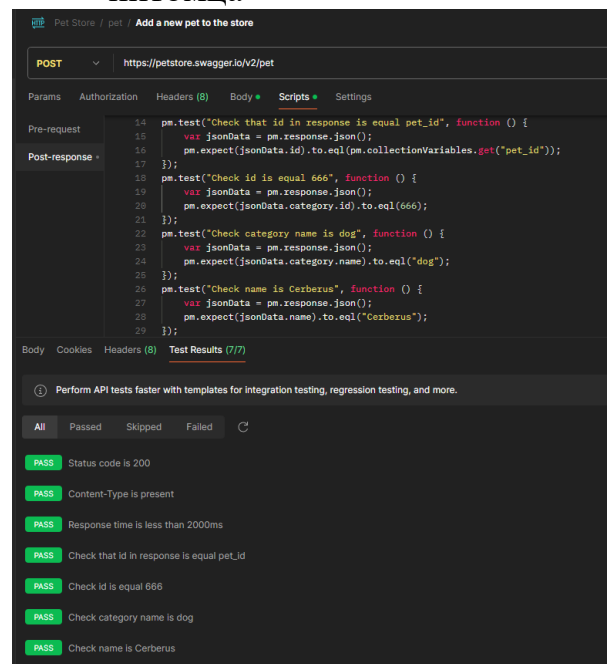 HTTP Pet Store / pet / Add a new pet to the store
POST https://petstore.swagger.io/v2/pet
Params Authorization Headers (8) Body Scripts Settings
Pre-request
Post-response
14 pm.test("Check that id in response is equal pet_id", function () {
15 var jsonData = pm.response.json();
16 pm.expect(jsonData.id).to.eql(pm.collectionVariables.get("pet_id"));
17 });
18 pm.test("Check id is equal 666", function () {
19 var jsonData = pm.response.json();
20 pm.expect(jsonData.category.id).to.eql(666);
21 });
22 pm.test("Check category name is dog", function () {
23 var jsonData = pm.response.json();
24 pm.expect(jsonData.category.name).to.eql("dog");
25 });
26 pm.test("Check name is Cerberus", function () {
27 var jsonData = pm.response.json();
28 pm.expect(jsonData.name).to.eql("Cerberus");
29 });
Body Cookies Headers (8) Test Results (7/7)
Perform API tests faster with templates for integration testing, regression testing, and more.
All Passed Skipped Failed
PASS Status code is 200
PASS Content-Type is present
PASS Response time is less than 2000ms
PASS Check that id in response is equal pet_id
PASS Check id is equal 666
PASS Check category name is dog
PASS Check name is Cerberus